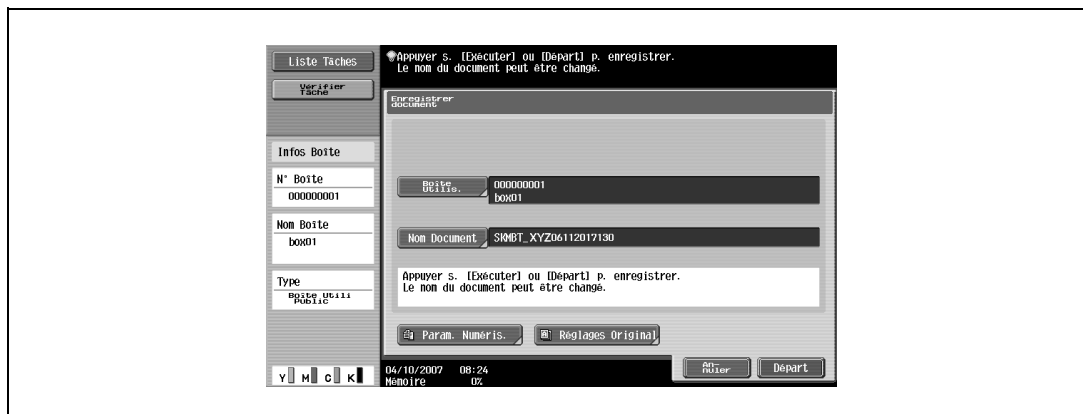 Liste Tâches
Vérifier
Tâche
Appuyer s. [Exécuter] ou [Départ] p. enregistrer.
Le nom du document peut être changé.
Enregistrer
document
Infos Boîte
N° Boîte
000000001
Nom Boîte
box01
Type
Boîte Utili
Public
Boîte
Utilis.
000000001
box01
Nom Document
SKMBT_XYZ06112017130
Appuyer s. [Exécuter] ou [Départ] p. enregistrer.
Le nom du document peut être changé.
Param. Numéris.
Réglages Original
Y M C K
04/10/2007 08:24
Mémoire 0%
An-
nuler
Départ